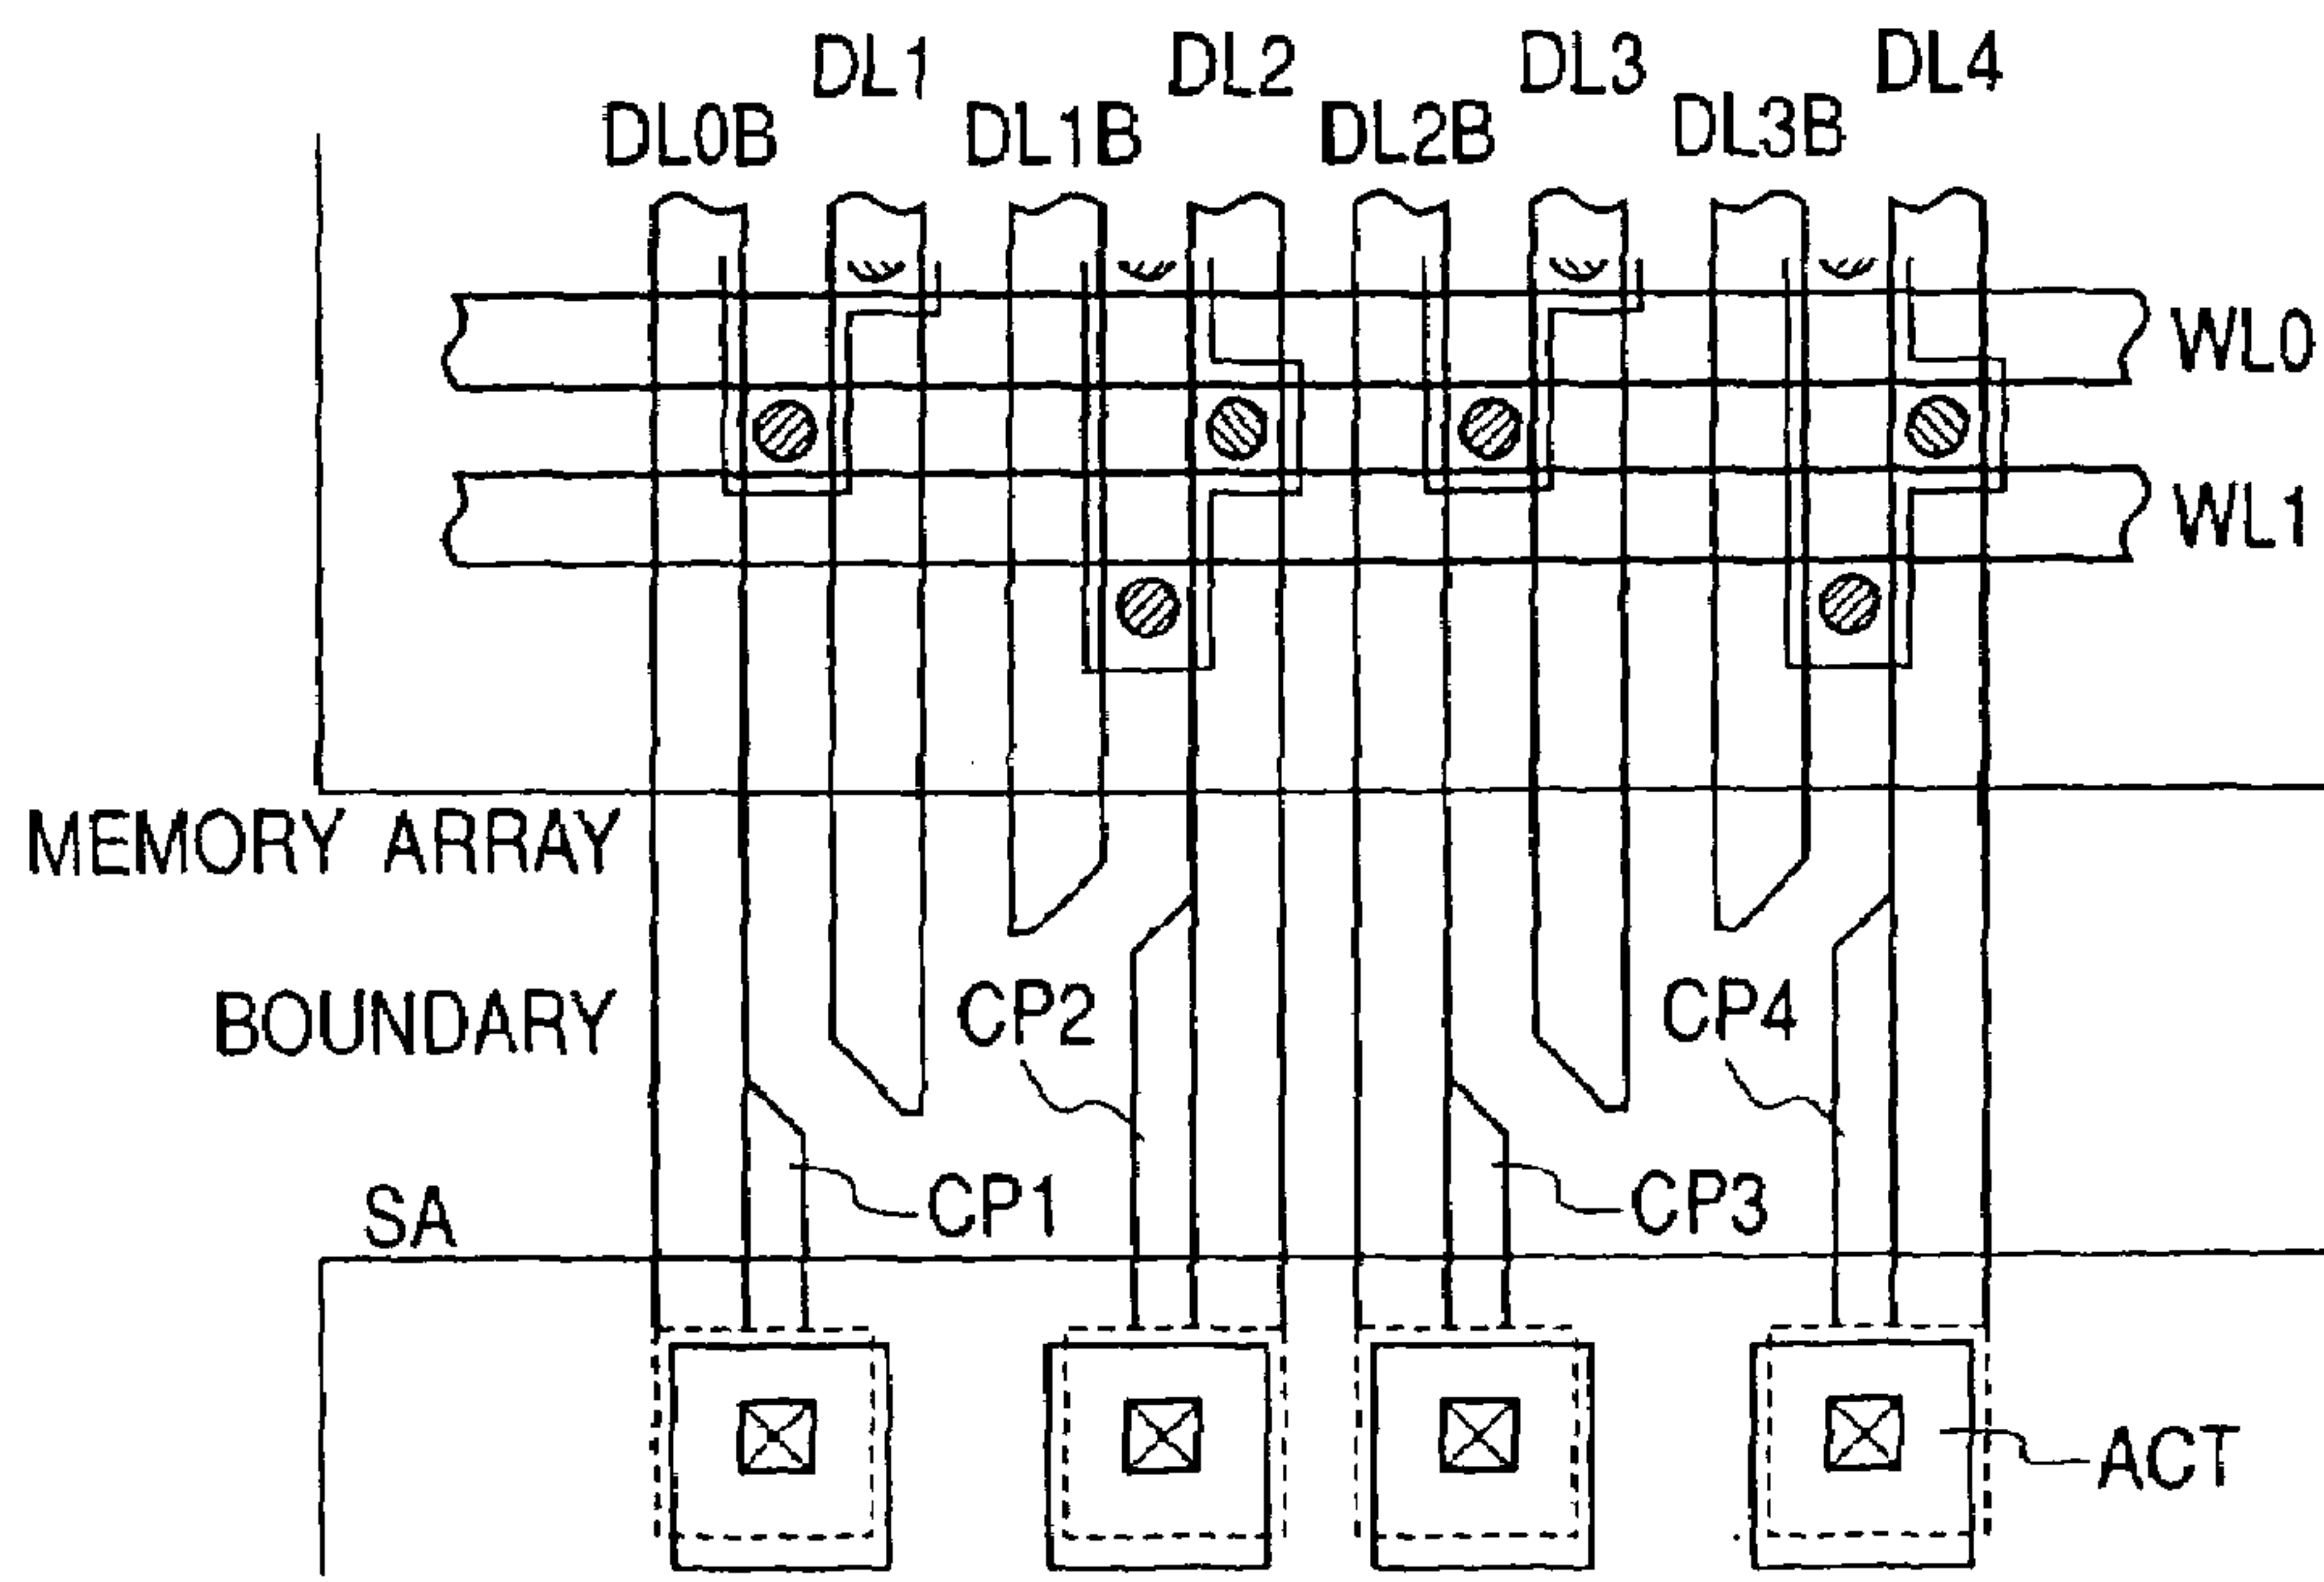 DL1 DL2 DL3 DL4
DL0B DL1B DL2B DL3B
WL0
WL1
MEMORY ARRAY
BOUNDARY
CP2 CP4
SA
CP1 CP3
ACT